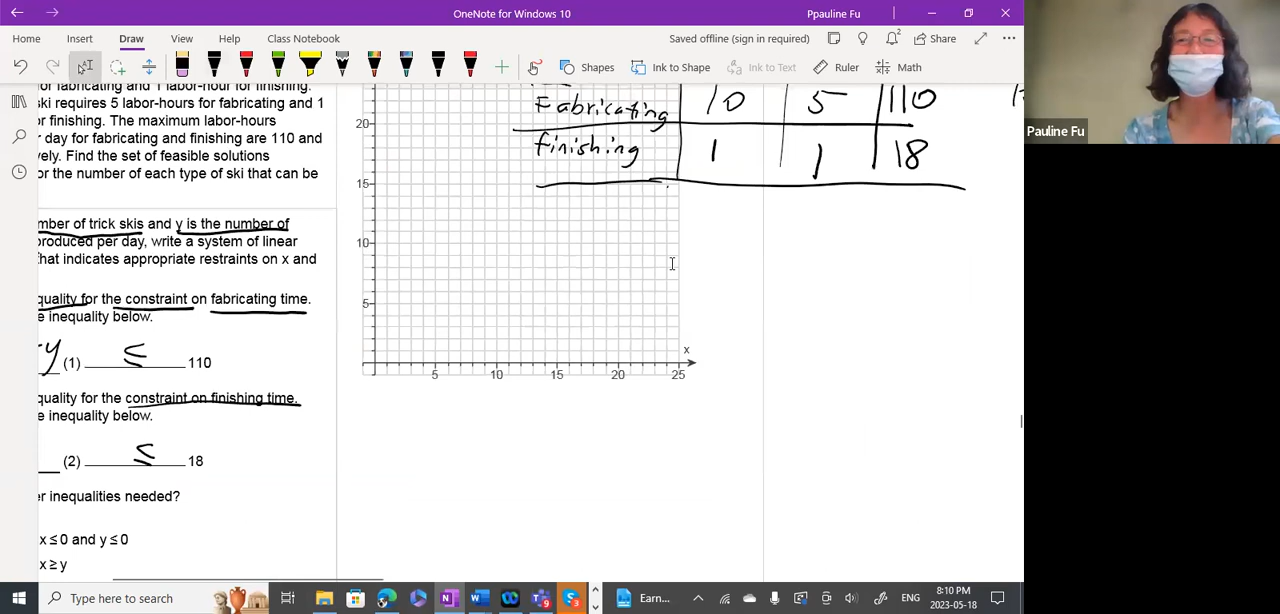 OneNote for Windows 10
Ppauline Fu
Home Insert Draw View Help Class Notebook
Saved offline (sign in required)
Share
Shapes
Ink to Shape
Ink to Text
Ruler
Math
for fabricating and 1 labor-hour for finishing.
ski requires 5 labor-hours for fabricating and 1
or finishing. The maximum labor-hours
r day for fabricating and finishing are 110 and
vely. Find the set of feasible solutions
or the number of each type of ski that can be
mber of trick skis and y is the number of
produced per day, write a system of linear
that indicates appropriate restraints on x and
quality for the constraint on fabricating time.
e inequality below.
y (1) ≤ 110
quality for the constraint on finishing time.
e inequality below.
(2) ≤ 18
er inequalities needed?
x ≤ 0 and y ≤ 0
x ≥ y
Fabricating 10 5 110
finishing 1 1 18
20
15
10
5
x
5 10 15 20 25
Pauline Fu
Type here to search
Earn...
ENG
8:10 PM
2023-05-18